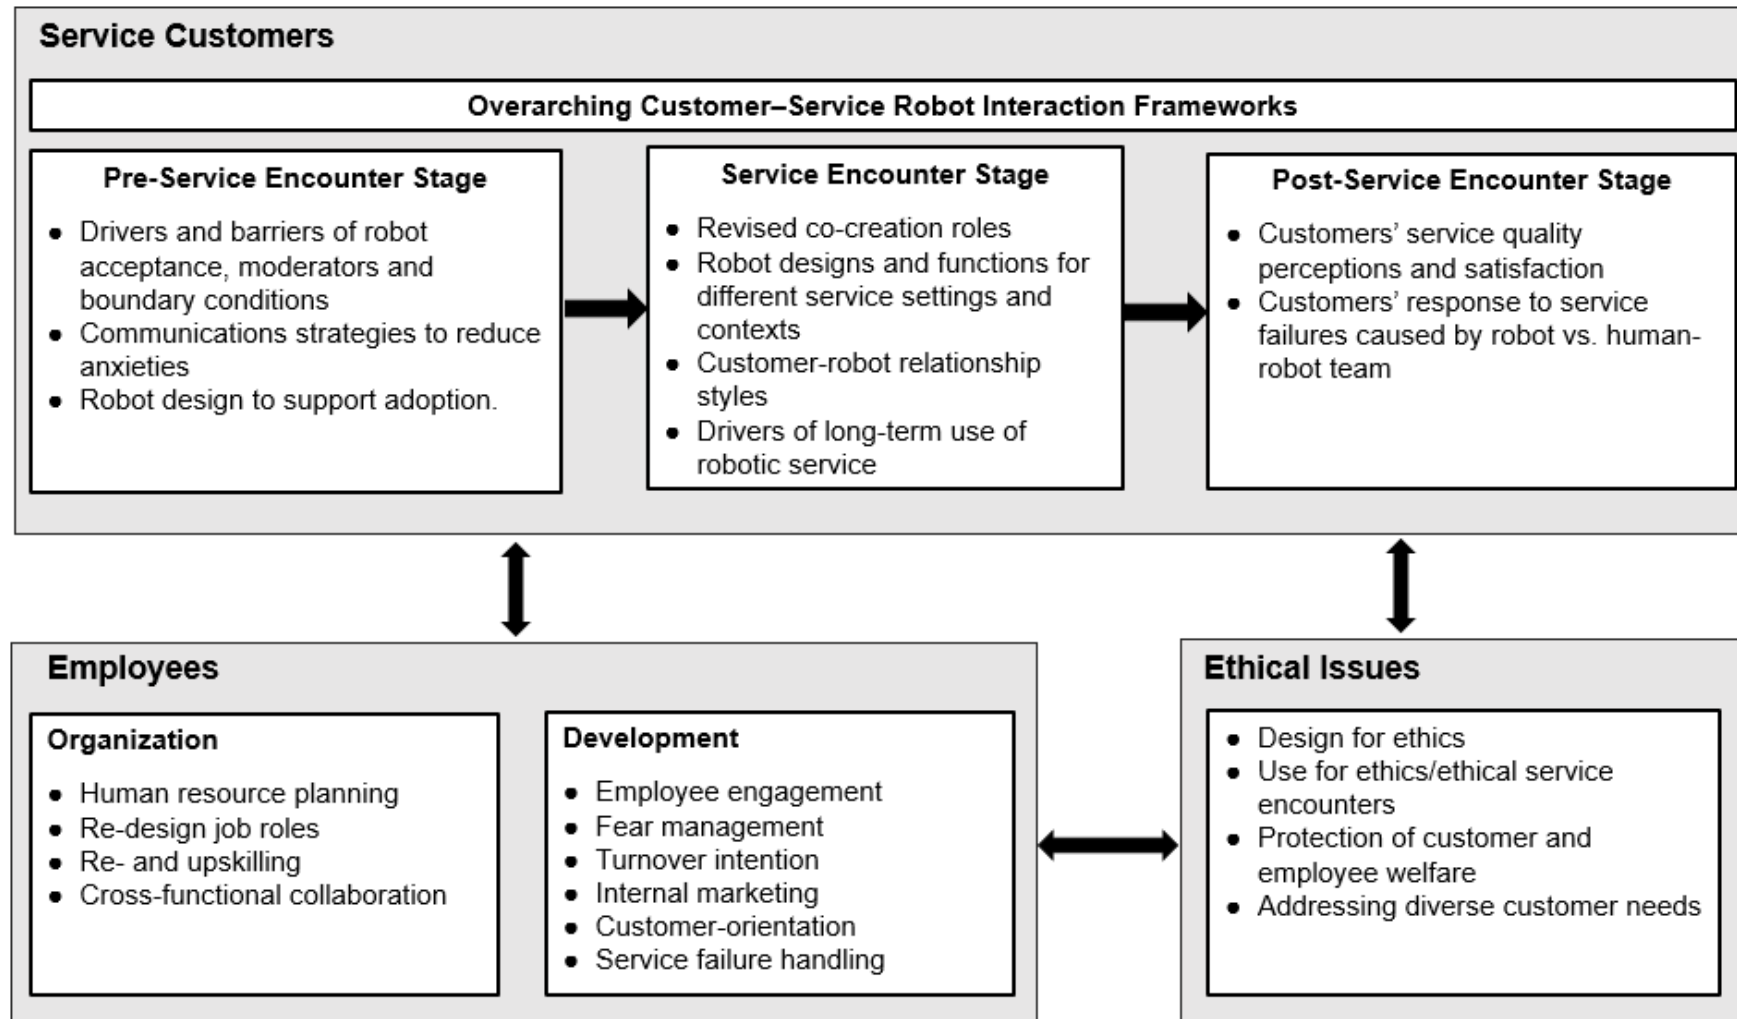 Service Customers
Overarching Customer–Service Robot Interaction Frameworks
Pre-Service Encounter Stage
● Drivers and barriers of robot
acceptance, moderators and
boundary conditions
● Communications strategies to reduce
anxieties
● Robot design to support adoption.
Service Encounter Stage
● Revised co-creation roles
● Robot designs and functions for
different service settings and
contexts
● Customer-robot relationship
styles
● Drivers of long-term use of
robotic service
Post-Service Encounter Stage
● Customers’ service quality
perceptions and satisfaction
● Customers’ response to service
failures caused by robot vs. human-
robot team
Employees
Organization
● Human resource planning
● Re-design job roles
● Re- and upskilling
● Cross-functional collaboration
Development
● Employee engagement
● Fear management
● Turnover intention
● Internal marketing
● Customer-orientation
● Service failure handling
Ethical Issues
● Design for ethics
● Use for ethics/ethical service
encounters
● Protection of customer and
employee welfare
● Addressing diverse customer needs